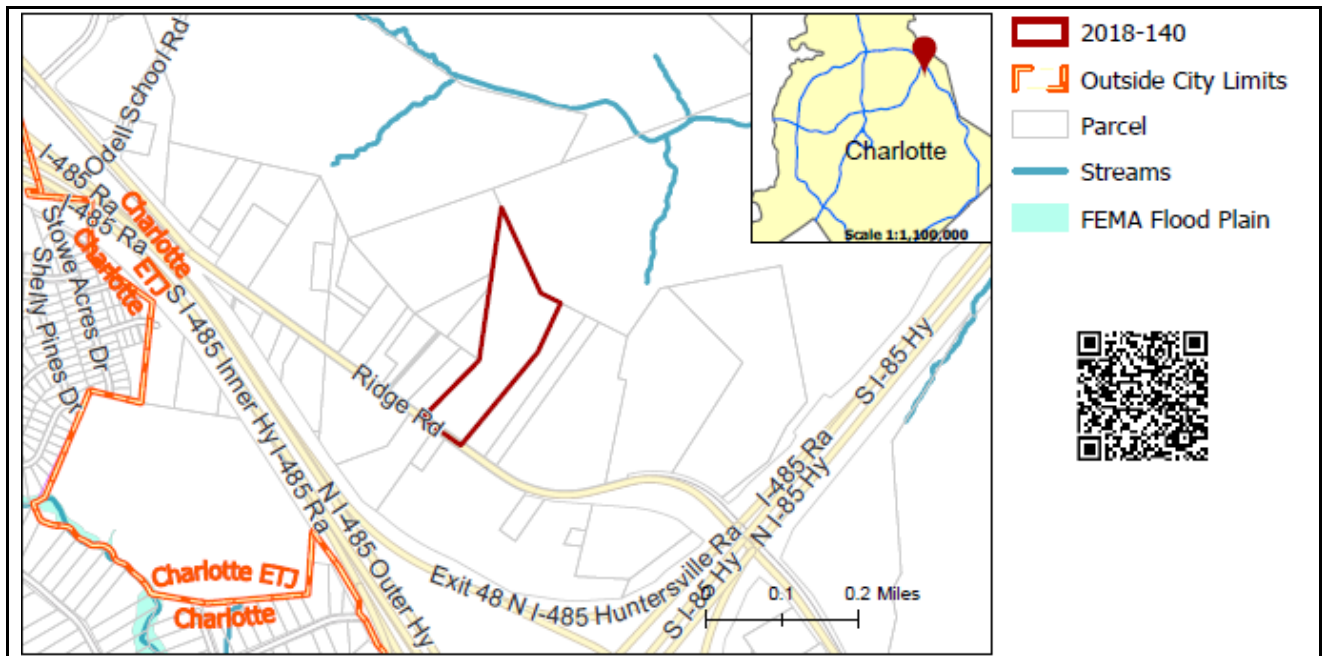 Odell School Rd
I-485 Ra
I-485 Ra
Charlotte
Charlotte ETJ
Stowe Acres Dr
Shelly Pines Dr
S I-485 Inner Hy
I-485 Ra
N I-485 Outer Hy
Ridge Rd
Exit 48 N I-485 Huntersville Ra
I-485 Ra
S I-85 Hy
N I-85 Hy
S I-85 Hy
Charlotte ETJ
Charlotte
0 0.1 0.2 Miles
Charlotte
Scale 1:1,100,000
2018-140
Outside City Limits
Parcel
Streams
FEMA Flood Plain